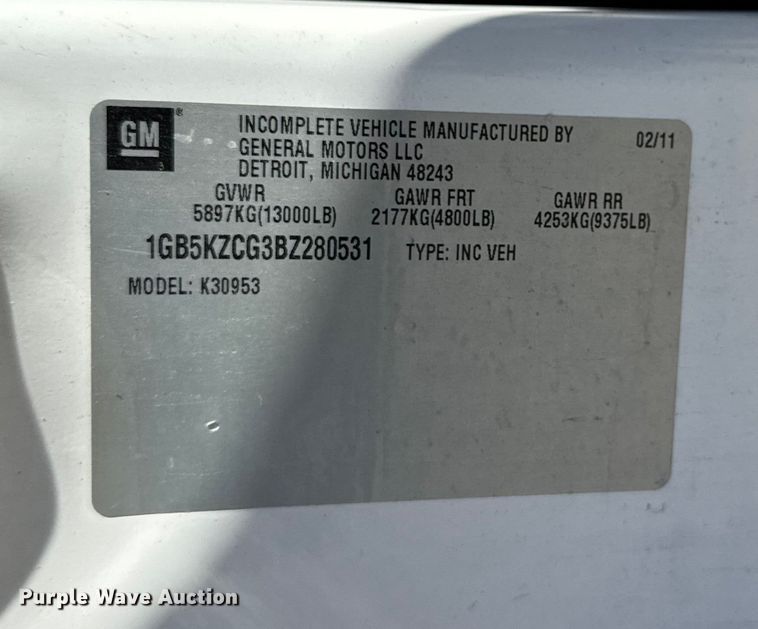 GM
®
INCOMPLETE VEHICLE MANUFACTURED BY
GENERAL MOTORS LLC
DETROIT, MICHIGAN 48243
02/11
GVWR GAWR FRT GAWR RR
5897KG(13000LB) 2177KG(4800LB) 4253KG(9375LB)
1GB5KZCG3BZ280531 TYPE: INC VEH
MODEL: K30953
Purple Wave Auction